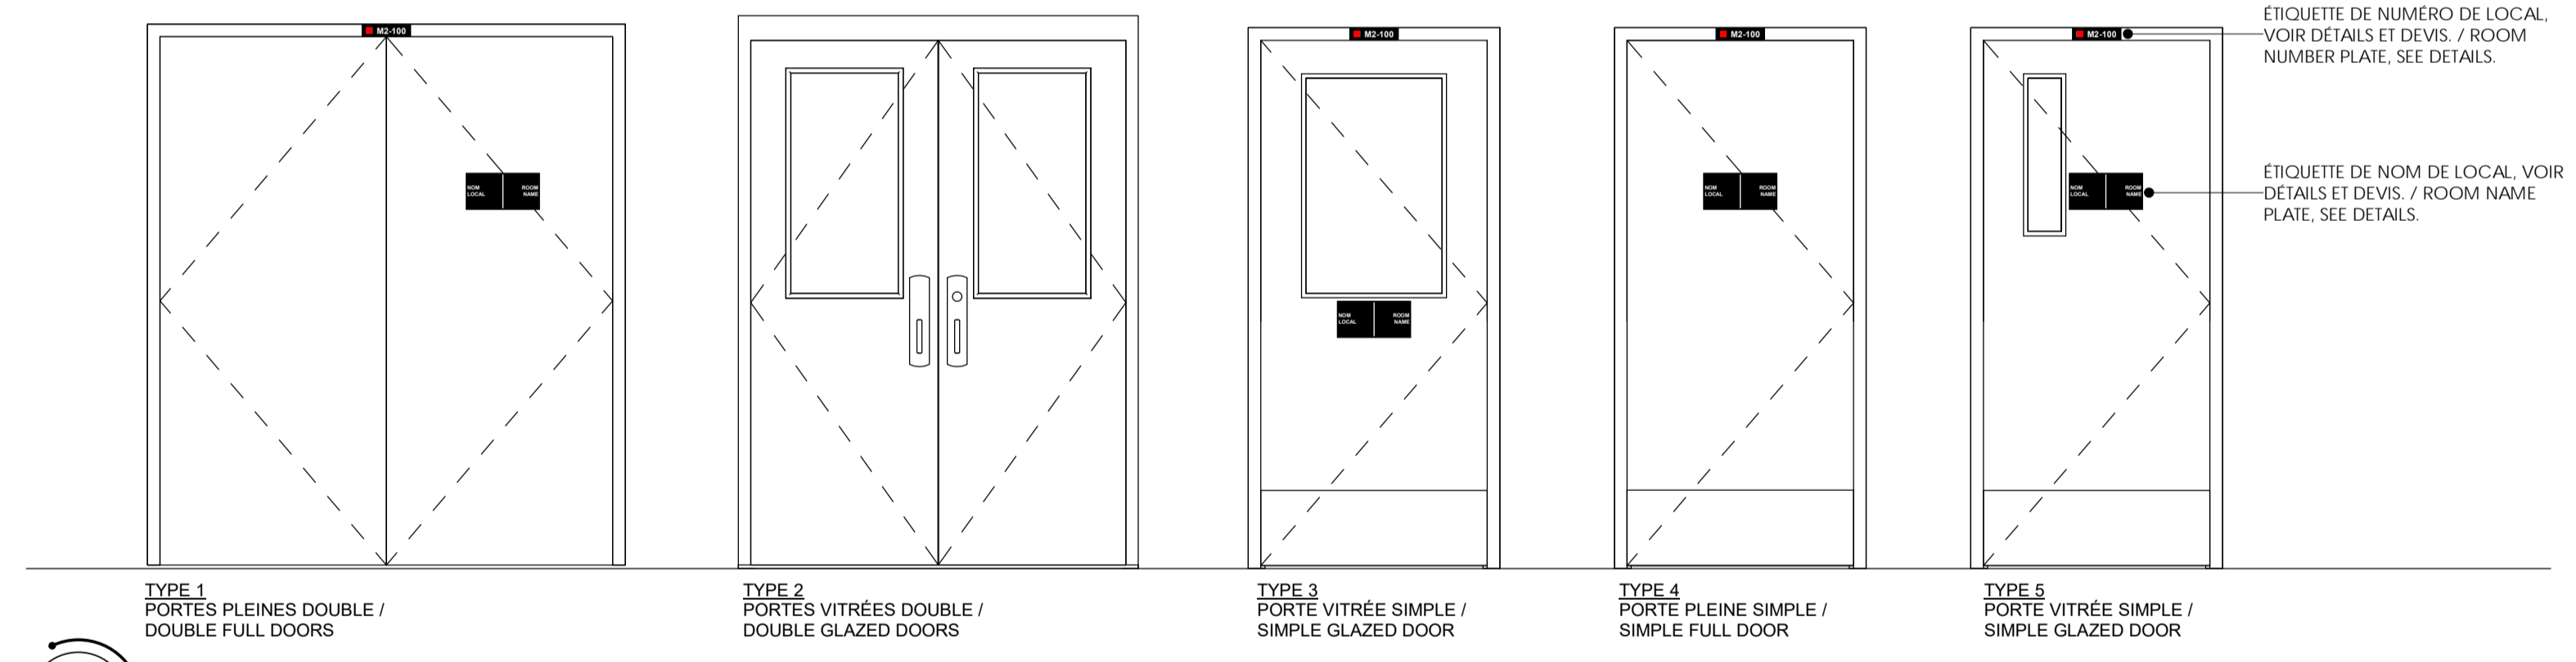 M2-100
NOM
LOCAL
ROOM
NAME
TYPE 1
PORTES PLEINES DOUBLE /
DOUBLE FULL DOORS
TYPE 2
PORTES VITRÉES DOUBLE /
DOUBLE GLAZED DOORS
M2-100
NOM
LOCAL
ROOM
NAME
TYPE 3
PORTE VITRÉE SIMPLE /
SIMPLE GLAZED DOOR
M2-100
NOM
LOCAL
ROOM
NAME
TYPE 4
PORTE PLEINE SIMPLE /
SIMPLE FULL DOOR
M2-100
NOM
LOCAL
ROOM
NAME
TYPE 5
PORTE VITRÉE SIMPLE /
SIMPLE GLAZED DOOR
ÉTIQUETTE DE NUMÉRO DE LOCAL,
VOIR DÉTAILS ET DEVIS. / ROOM
NUMBER PLATE, SEE DETAILS.
ÉTIQUETTE DE NOM DE LOCAL, VOIR
DÉTAILS ET DEVIS. / ROOM NAME
PLATE, SEE DETAILS.